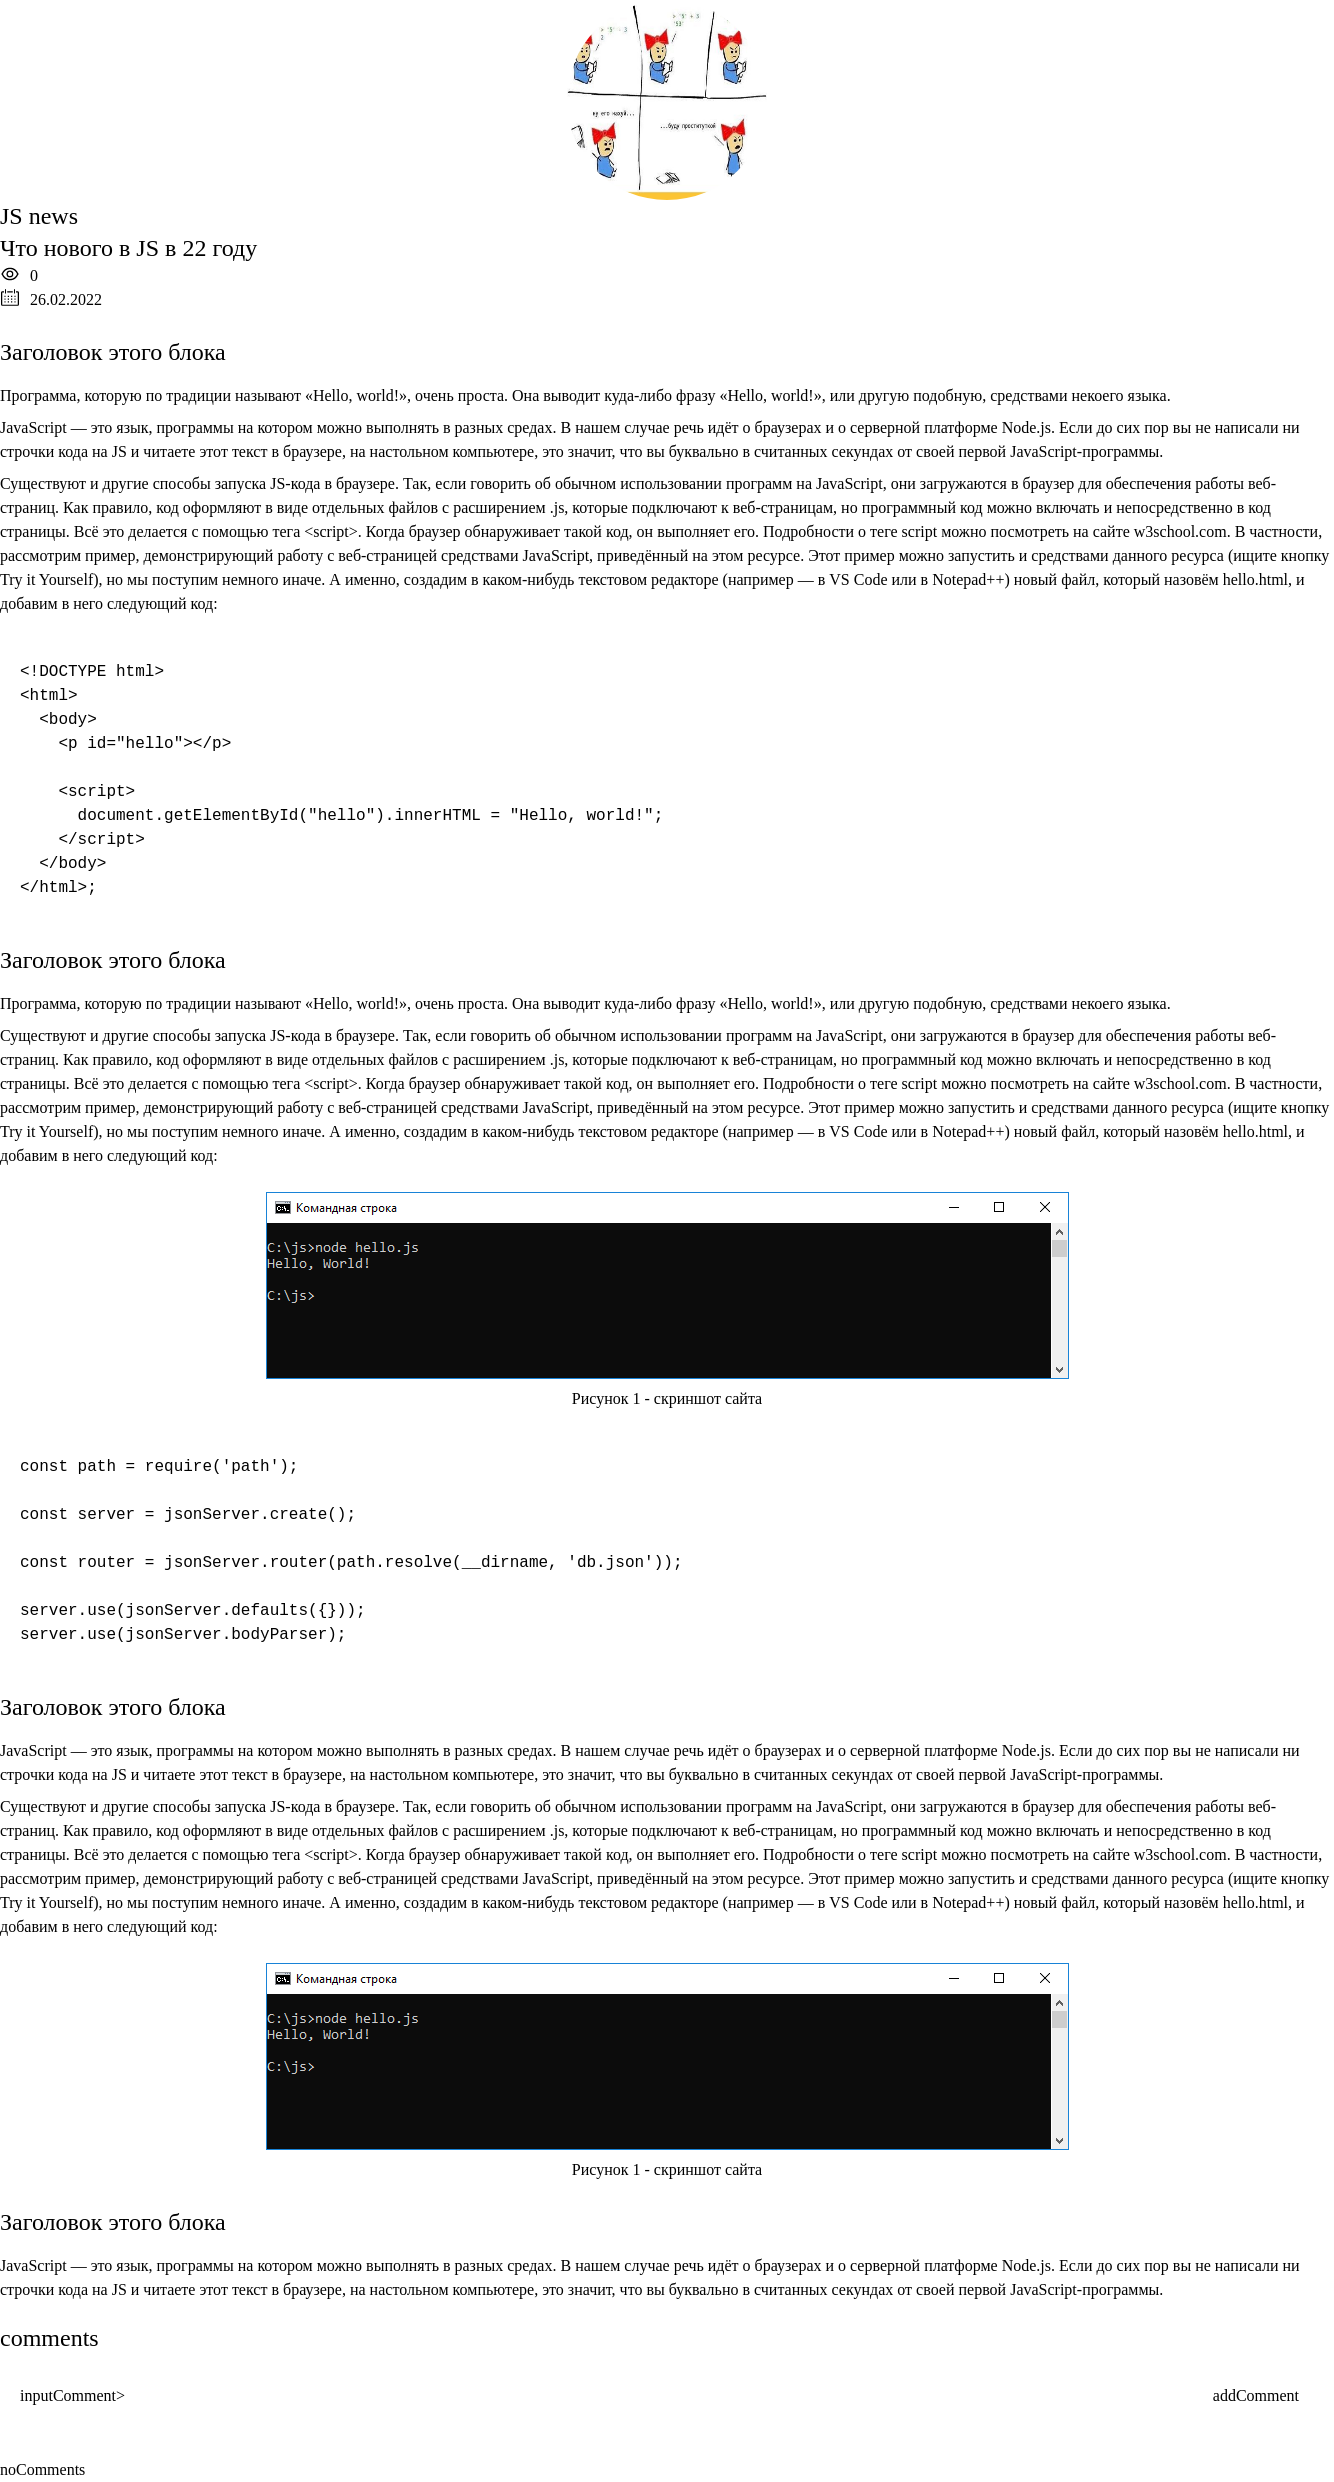 > '5' - 3
2
> '5' + 3
'53'
ну его нахуй...
...буду проституткой
JS news
Что нового в JS в 22 году
0
26.02.2022
Заголовок этого блока
Программа, которую по традиции называют «Hello, world!», очень проста. Она выводит куда-либо фразу «Hello, world!», или другую подобную, средствами некоего языка.
JavaScript — это язык, программы на котором можно выполнять в разных средах. В нашем случае речь идёт о браузерах и о серверной платформе Node.js. Если до сих пор вы не написали ни
строчки кода на JS и читаете этот текст в браузере, на настольном компьютере, это значит, что вы буквально в считанных секундах от своей первой JavaScript-программы.
Существуют и другие способы запуска JS-кода в браузере. Так, если говорить об обычном использовании программ на JavaScript, они загружаются в браузер для обеспечения работы веб-
страниц. Как правило, код оформляют в виде отдельных файлов с расширением .js, которые подключают к веб-страницам, но программный код можно включать и непосредственно в код
страницы. Всё это делается с помощью тега <script>. Когда браузер обнаруживает такой код, он выполняет его. Подробности о теге script можно посмотреть на сайте w3school.com. В частности,
рассмотрим пример, демонстрирующий работу с веб-страницей средствами JavaScript, приведённый на этом ресурсе. Этот пример можно запустить и средствами данного ресурса (ищите кнопку
Try it Yourself), но мы поступим немного иначе. А именно, создадим в каком-нибудь текстовом редакторе (например — в VS Code или в Notepad++) новый файл, который назовём hello.html, и
добавим в него следующий код:
<!DOCTYPE html>
<html>
  <body>
    <p id="hello"></p>
    <script>
      document.getElementById("hello").innerHTML = "Hello, world!";
    </script>
  </body>
</html>;
Заголовок этого блока
Программа, которую по традиции называют «Hello, world!», очень проста. Она выводит куда-либо фразу «Hello, world!», или другую подобную, средствами некоего языка.
Существуют и другие способы запуска JS-кода в браузере. Так, если говорить об обычном использовании программ на JavaScript, они загружаются в браузер для обеспечения работы веб-
страниц. Как правило, код оформляют в виде отдельных файлов с расширением .js, которые подключают к веб-страницам, но программный код можно включать и непосредственно в код
страницы. Всё это делается с помощью тега <script>. Когда браузер обнаруживает такой код, он выполняет его. Подробности о теге script можно посмотреть на сайте w3school.com. В частности,
рассмотрим пример, демонстрирующий работу с веб-страницей средствами JavaScript, приведённый на этом ресурсе. Этот пример можно запустить и средствами данного ресурса (ищите кнопку
Try it Yourself), но мы поступим немного иначе. А именно, создадим в каком-нибудь текстовом редакторе (например — в VS Code или в Notepad++) новый файл, который назовём hello.html, и
добавим в него следующий код:
Командная строка
C:\js>node hello.js
Hello, World!
C:\js>
Рисунок 1 - скриншот сайта
const path = require('path');
const server = jsonServer.create();
const router = jsonServer.router(path.resolve(__dirname, 'db.json'));
server.use(jsonServer.defaults({}));
server.use(jsonServer.bodyParser);
Заголовок этого блока
JavaScript — это язык, программы на котором можно выполнять в разных средах. В нашем случае речь идёт о браузерах и о серверной платформе Node.js. Если до сих пор вы не написали ни
строчки кода на JS и читаете этот текст в браузере, на настольном компьютере, это значит, что вы буквально в считанных секундах от своей первой JavaScript-программы.
Существуют и другие способы запуска JS-кода в браузере. Так, если говорить об обычном использовании программ на JavaScript, они загружаются в браузер для обеспечения работы веб-
страниц. Как правило, код оформляют в виде отдельных файлов с расширением .js, которые подключают к веб-страницам, но программный код можно включать и непосредственно в код
страницы. Всё это делается с помощью тега <script>. Когда браузер обнаруживает такой код, он выполняет его. Подробности о теге script можно посмотреть на сайте w3school.com. В частности,
рассмотрим пример, демонстрирующий работу с веб-страницей средствами JavaScript, приведённый на этом ресурсе. Этот пример можно запустить и средствами данного ресурса (ищите кнопку
Try it Yourself), но мы поступим немного иначе. А именно, создадим в каком-нибудь текстовом редакторе (например — в VS Code или в Notepad++) новый файл, который назовём hello.html, и
добавим в него следующий код:
Командная строка
C:\js>node hello.js
Hello, World!
C:\js>
Рисунок 1 - скриншот сайта
Заголовок этого блока
JavaScript — это язык, программы на котором можно выполнять в разных средах. В нашем случае речь идёт о браузерах и о серверной платформе Node.js. Если до сих пор вы не написали ни
строчки кода на JS и читаете этот текст в браузере, на настольном компьютере, это значит, что вы буквально в считанных секундах от своей первой JavaScript-программы.
comments
inputComment> addComment
noComments